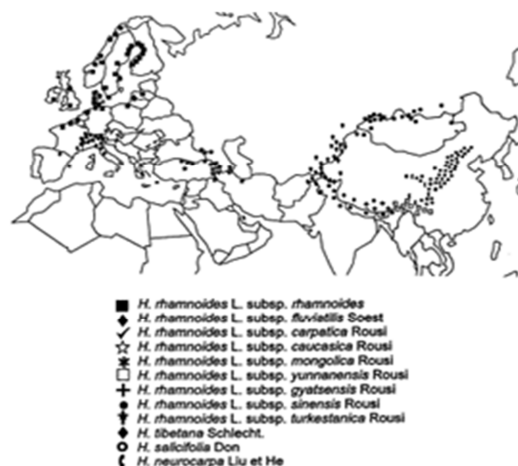 H. rhamnoides L. subsp. rhamnoides
H. rhamnoides L. subsp. fluviatilis Soest
H. rhamnoides L. subsp. carpatica Rousi
H. rhamnoides L. subsp. caucasica Rousi
H. rhamnoides L. subsp. mongolica Rousi
H. rhamnoides L. subsp. yunnanensis Rousi
H. rhamnoides L. subsp. gyatsensis Rousi
H. rhamnoides L. subsp. sinensis Rousi
H. rhamnoides L. subsp. turkestanica Rousi
H. tibetana Schlecht.
H. salicifolia Don
H. neurocarpa Liu et He